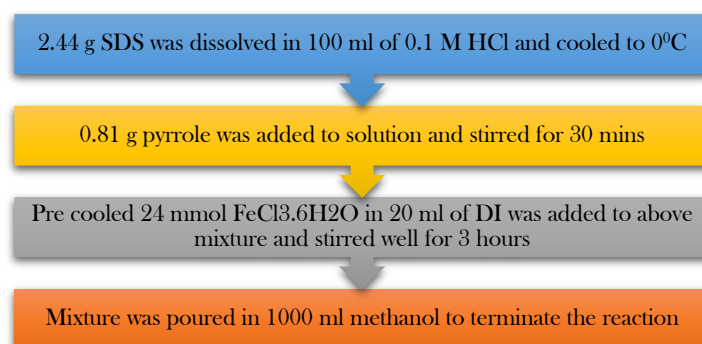 2.44 g SDS was dissolved in 100 ml of 0.1 M HCl and cooled to 0⁰C
0.81 g pyrrole was added to solution and stirred for 30 mins
Pre cooled 24 mmol FeCl3.6H2O in 20 ml of DI was added to above
mixture and stirred well for 3 hours
Mixture was poured in 1000 ml methanol to terminate the reaction